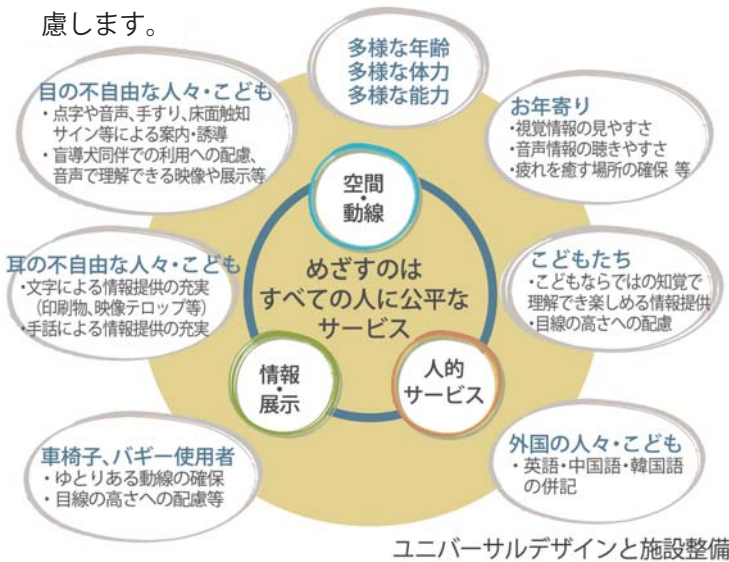 慮します。
多様な年齢
多様な体力
多様な能力
目の不自由な人々・こども
・点字や音声、手すり、床面触知
サイン等による案内・誘導
・盲導犬同伴での利用への配慮、
音声で理解できる映像や展示等
お年寄り
・視覚情報の見やすさ
・音声情報の聴きやすさ
・疲れを癒す場所の確保 等
空間
・
動線
耳の不自由な人々・こども
・文字による情報提供の充実
(印刷物、映像テロップ等)
・手話による情報提供の充実
めざすのは
すべての人に公平な
サービス
こどもたち
・こどもならではの知覚で
理解でき楽しめる情報提供
・目線の高さへの配慮
情報
・
展示
人的
サービス
車椅子、バギー使用者
・ゆとりある動線の確保
・目線の高さへの配慮等
外国の人々・こども
・英語・中国語・韓国語
の併記
ユニバーサルデザインと施設整備